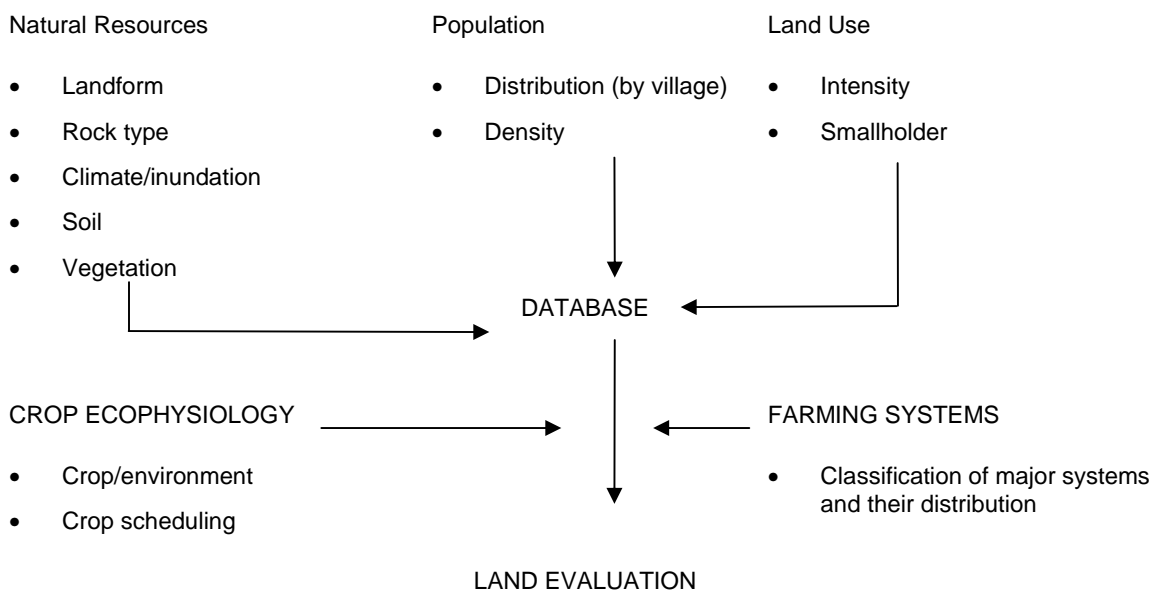 Natural Resources
• Landform
• Rock type
• Climate/inundation
• Soil
• Vegetation
Population
• Distribution (by village)
• Density
Land Use
• Intensity
• Smallholder
DATABASE
CROP ECOPHYSIOLOGY
• Crop/environment
• Crop scheduling
FARMING SYSTEMS
• Classification of major systems
and their distribution
LAND EVALUATION